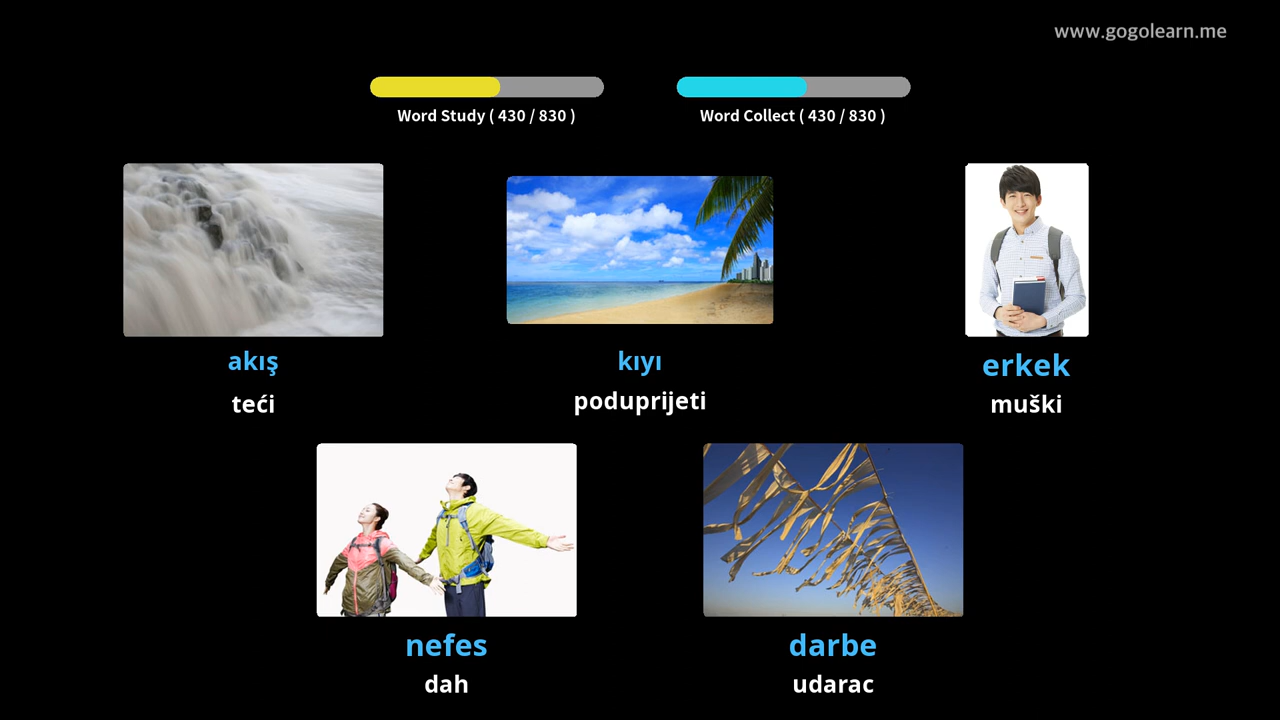 www.gogolearn.me
Word Study ( 430 / 830 )
Word Collect ( 430 / 830 )
akış
teći
kıyı
poduprijeti
erkek
muški
nefes
dah
darbe
udarac